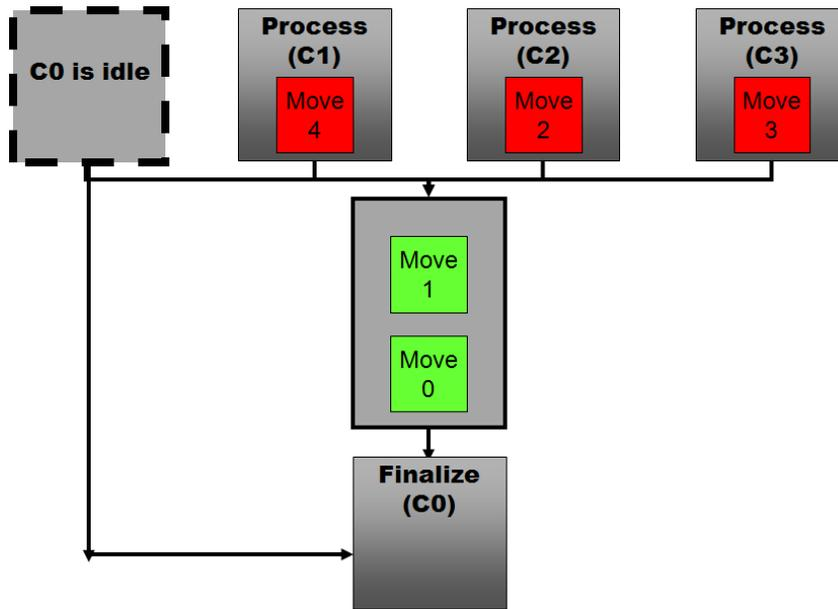 C0 is idle
Process
(C1)
Move
4
Process
(C2)
Move
2
Process
(C3)
Move
3
Move
1
Move
0
Finalize
(C0)